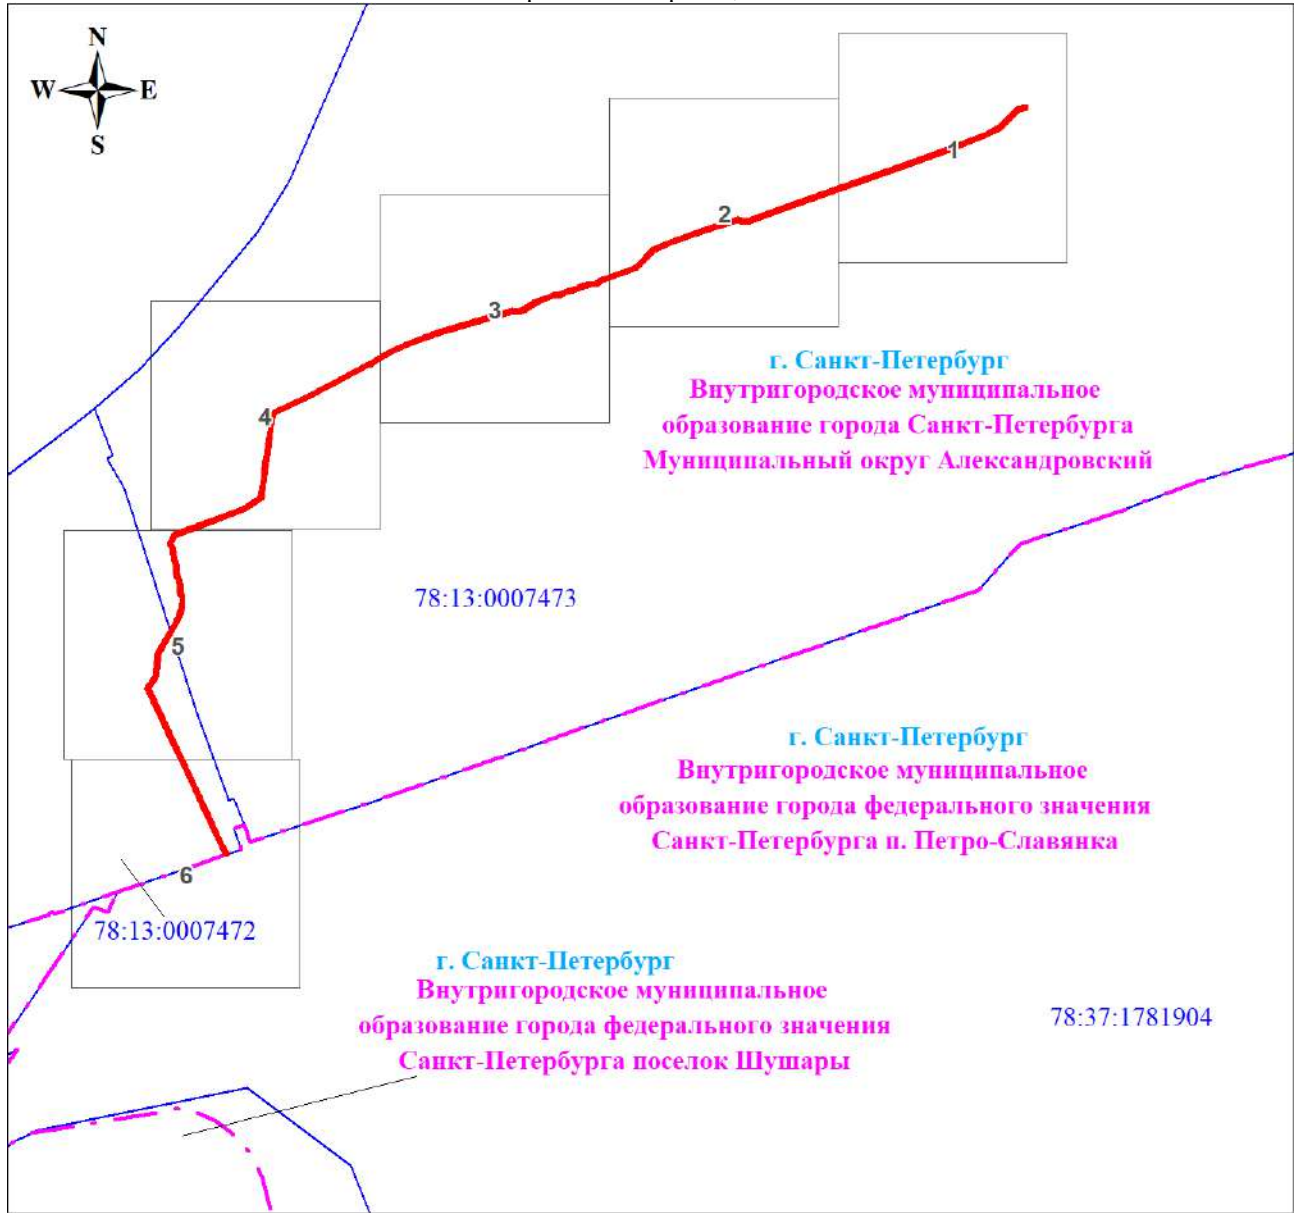 N
W E
S
1
2
3
г. Санкт-Петербург
Внутригородское муниципальное
образование города Санкт-Петербурга
Муниципальный округ Александровский
4
78:13:0007473
5
г. Санкт-Петербург
Внутригородское муниципальное
образование города федерального значения
Санкт-Петербурга п. Петро-Славянка
6
78:13:0007472
г. Санкт-Петербург
Внутригородское муниципальное
образование города федерального значения
Санкт-Петербурга поселок Шушары
78:37:1781904